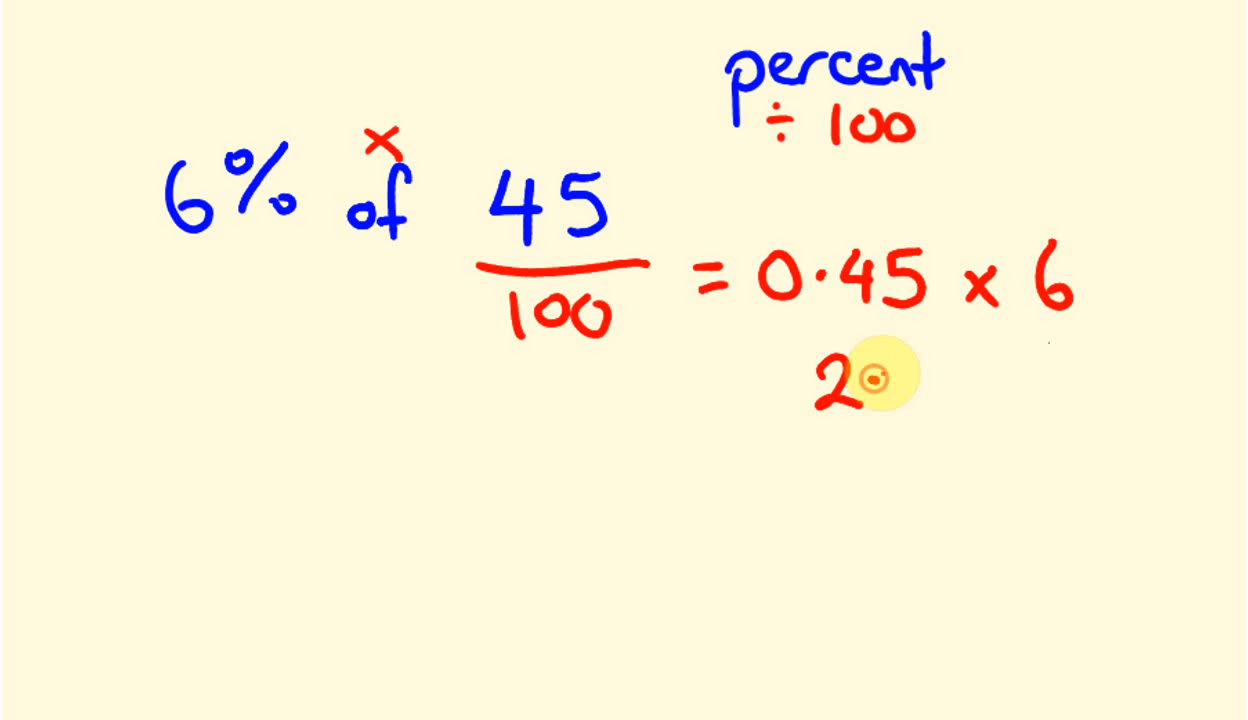 percent
÷ 100
×
6% of 45
100
= 0.45 × 6
2.